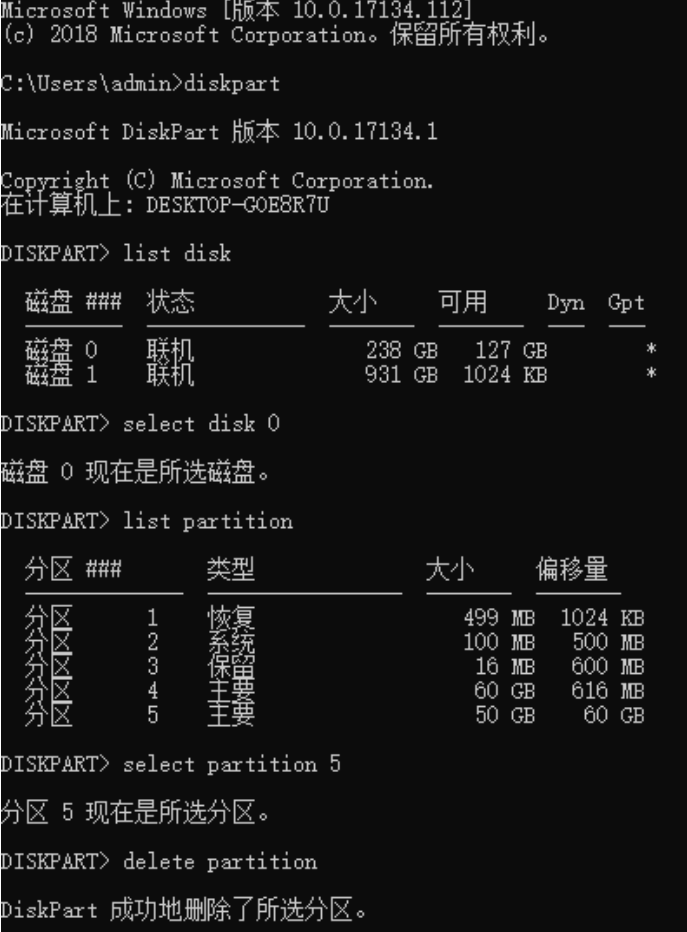 Microsoft Windows [版本 10.0.17134.112]
(c) 2018 Microsoft Corporation。保留所有权利。
C:\Users\admin>diskpart
Microsoft DiskPart 版本 10.0.17134.1
Copyright (C) Microsoft Corporation.
在计算机上: DESKTOP-GOE8R7U
DISKPART> list disk
磁盘 ### 状态 大小 可用 Dyn Gpt
磁盘 0 联机 238 GB 127 GB *
磁盘 1 联机 931 GB 1024 KB *
DISKPART> select disk 0
磁盘 0 现在是所选磁盘。
DISKPART> list partition
分区 ### 类型 大小 偏移量
分区 1 恢复 499 MB 1024 KB
分区 2 系统 100 MB 500 MB
分区 3 保留 16 MB 600 MB
分区 4 主要 60 GB 616 MB
分区 5 主要 50 GB 60 GB
DISKPART> select partition 5
分区 5 现在是所选分区。
DISKPART> delete partition
DiskPart 成功地删除了所选分区。